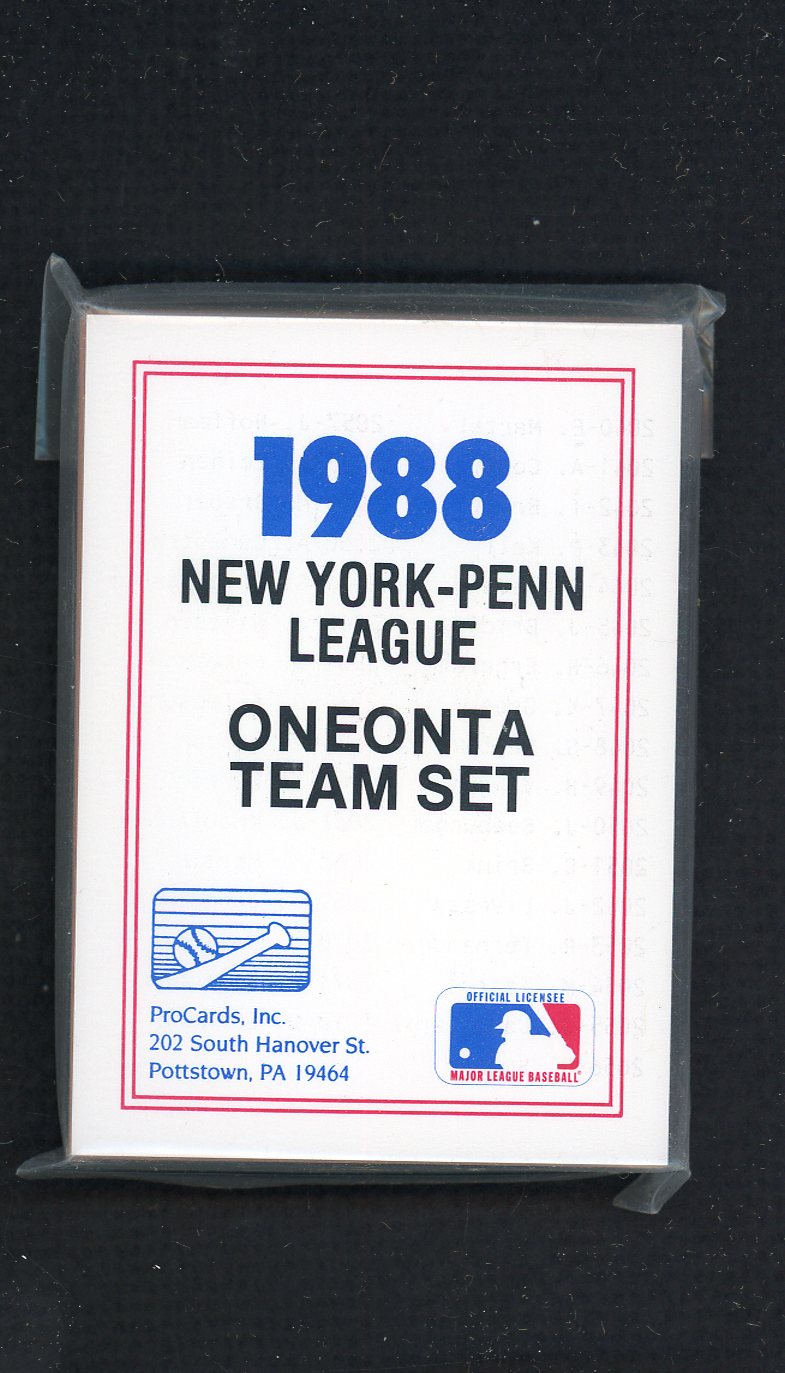 1988
NEW YORK-PENN
LEAGUE
ONEONTA
TEAM SET
ProCards, Inc.
202 South Hanover St.
Pottstown, PA 19464
OFFICIAL LICENSEE
MAJOR LEAGUE BASEBALL